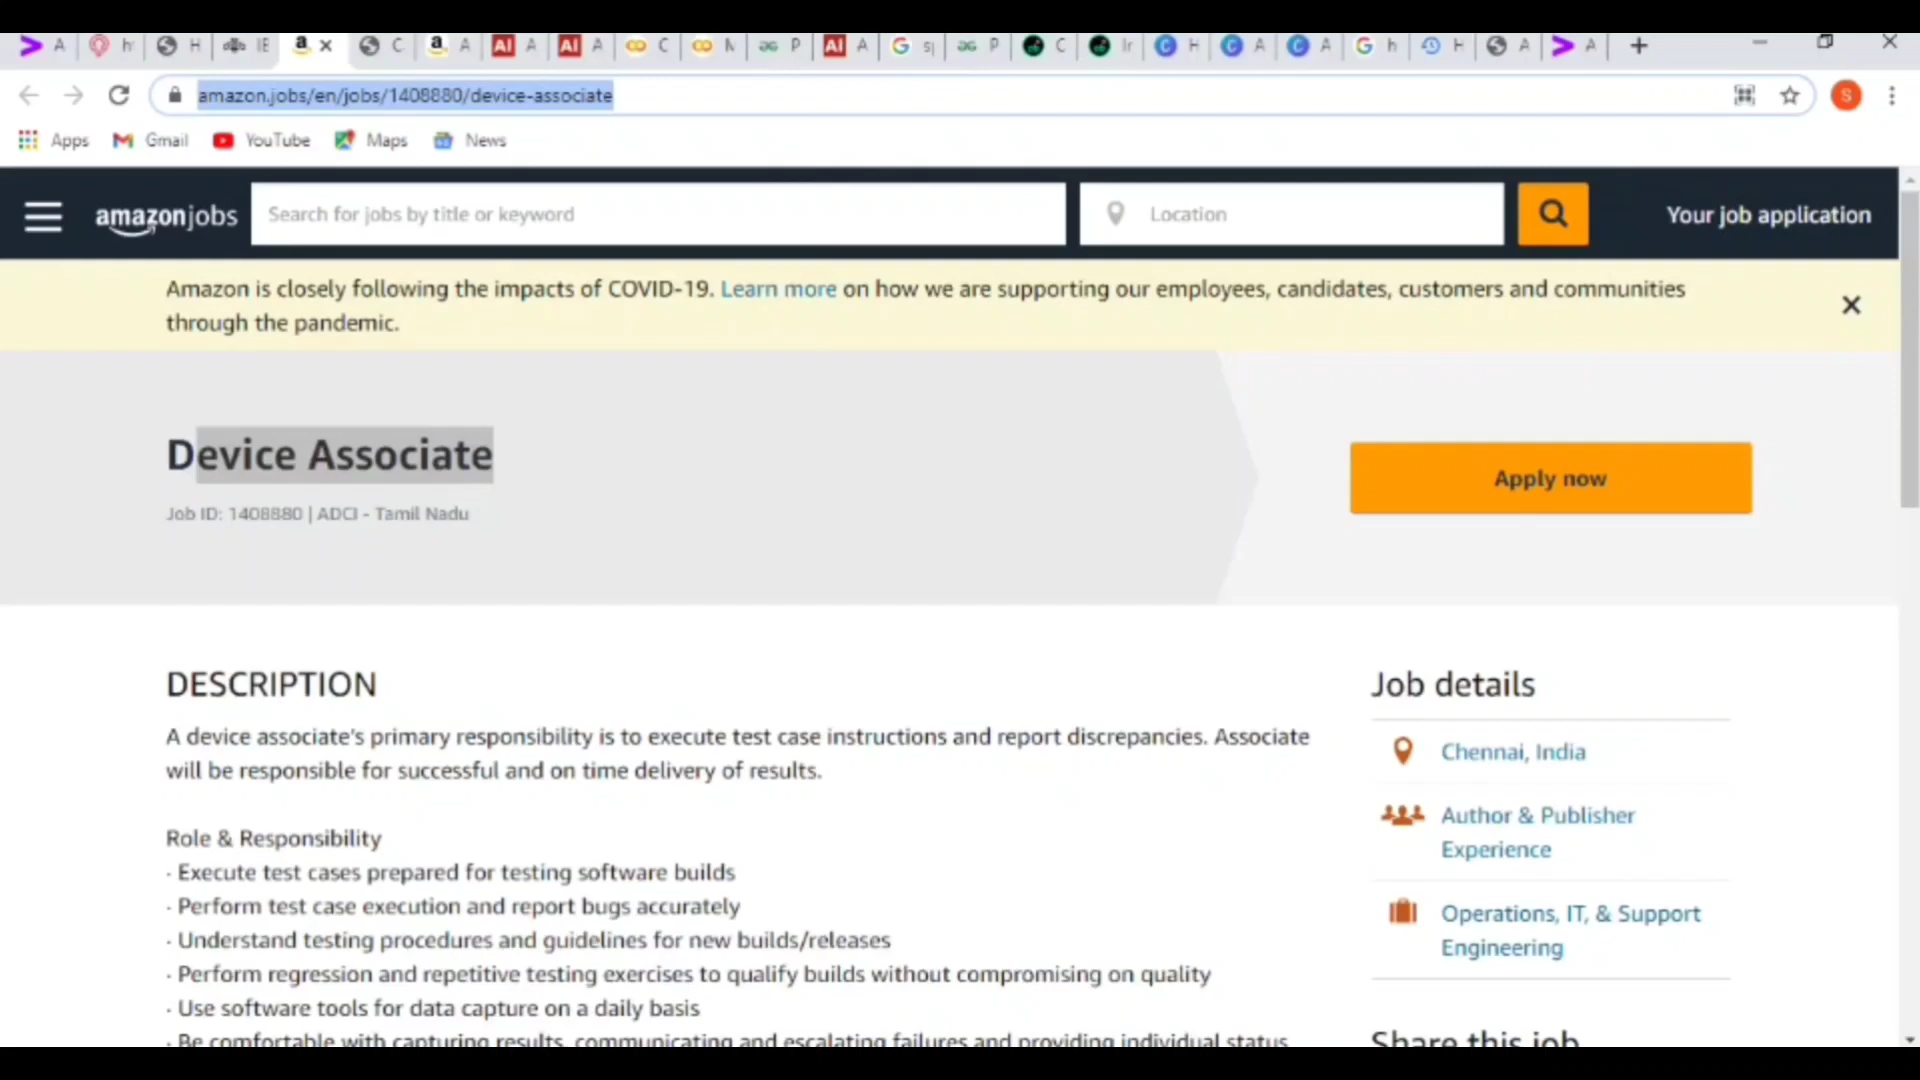 A h H IE a A C a A AI A AI A C M P AI A G s P C Ir C H C A C A G h H A A
amazon.jobs/en/jobs/1408880/device-associate
S
Apps Gmail YouTube Maps News
amazonjobs Search for jobs by title or keyword Location Your job application
Amazon is closely following the impacts of COVID-19. Learn more on how we are supporting our employees, candidates, customers and communities
through the pandemic.
Device Associate
Apply now
Job ID: 1408880 | ADCI - Tamil Nadu
DESCRIPTION
A device associate's primary responsibility is to execute test case instructions and report discrepancies. Associate
will be responsible for successful and on time delivery of results.
Role & Responsibility
· Execute test cases prepared for testing software builds
· Perform test case execution and report bugs accurately
· Understand testing procedures and guidelines for new builds/releases
· Perform regression and repetitive testing exercises to qualify builds without compromising on quality
· Use software tools for data capture on a daily basis
· Be comfortable with capturing results, communicating and escalating failures and providing individual status
Job details
Chennai, India
Author & Publisher
Experience
Operations, IT, & Support
Engineering
Share this job